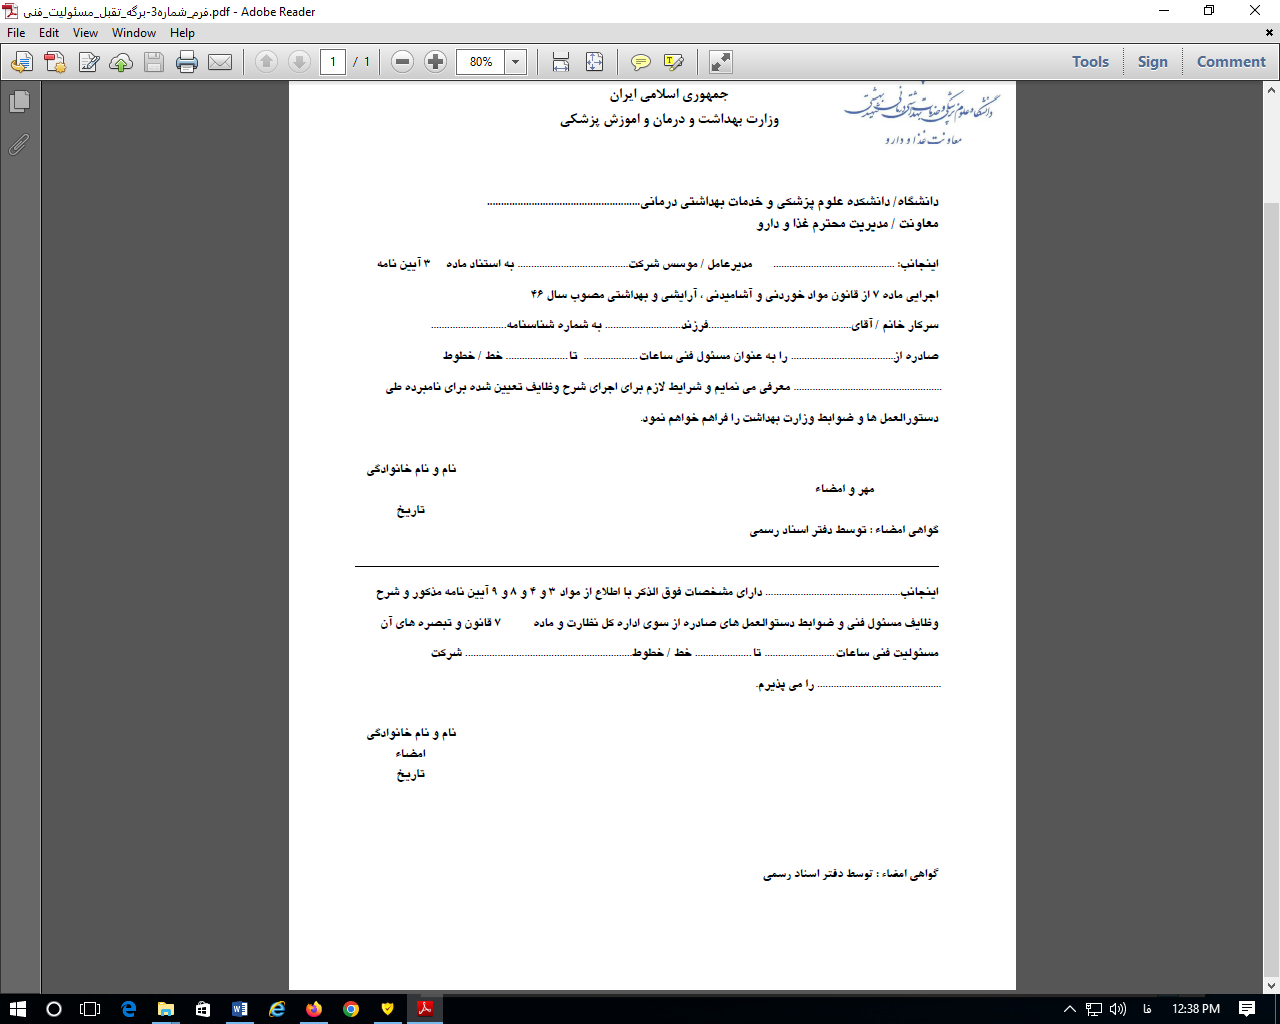 فرم_شماره3-برگه_تقبل_مسئولیت_فنی.pdf - Adobe Reader
File Edit View Window Help
1 / 1 80% Tools Sign Comment
جمهوری اسلامی ایران
وزارت بهداشت و درمان و اموزش پزشکی
دانشگاه علوم پزشکی و خدمات بهداشتی درمانی شهید بهشتی
معاونت غذا و دارو
دانشگاه/ دانشکده علوم پزشکی و خدمات بهداشتی درمانی.......................................................
معاونت / مدیریت محترم غذا و دارو
اینجانب: ............................................. مدیرعامل / موسس شرکت......................................... به استناد ماده ۳ آیین نامه
اجرایی ماده ۷ از قانون مواد خوردنی و آشامیدنی ، آرایشی و بهداشتی مصوب سال ۴۶
سرکار خانم / آقای.....................................................فرزند............................ به شماره شناسنامه............................
صادره از...................................... را به عنوان مسئول فنی ساعات .................... تا ....................... خط / خطوط
....................................................... معرفی می نمایم و شرایط لازم برای اجرای شرح وظایف تعیین شده برای نامبرده طی
دستورالعمل ها و ضوابط وزارت بهداشت را فراهم خواهم نمود.
نام و نام خانوادگی
مهر و امضاء
تاریخ
گواهی امضاء : توسط دفتر اسناد رسمی
اینجانب.................................................. دارای مشخصات فوق الذکر با اطلاع از مواد ۳ و ۴ و ۸ و ۹ آیین نامه مذکور و شرح
وظایف مسئول فنی و ضوابط دستوالعمل های صادره از سوی اداره کل نظارت و ماده ۷ قانون و تبصره های آن
مسئولیت فنی ساعات .......................... تا ..................... خط / خطوط.............................................................. شرکت
.............................................. را می پذیرم.
نام و نام خانوادگی
امضاء
تاریخ
گواهی امضاء : توسط دفتر اسناد رسمی
فا 12:38 PM